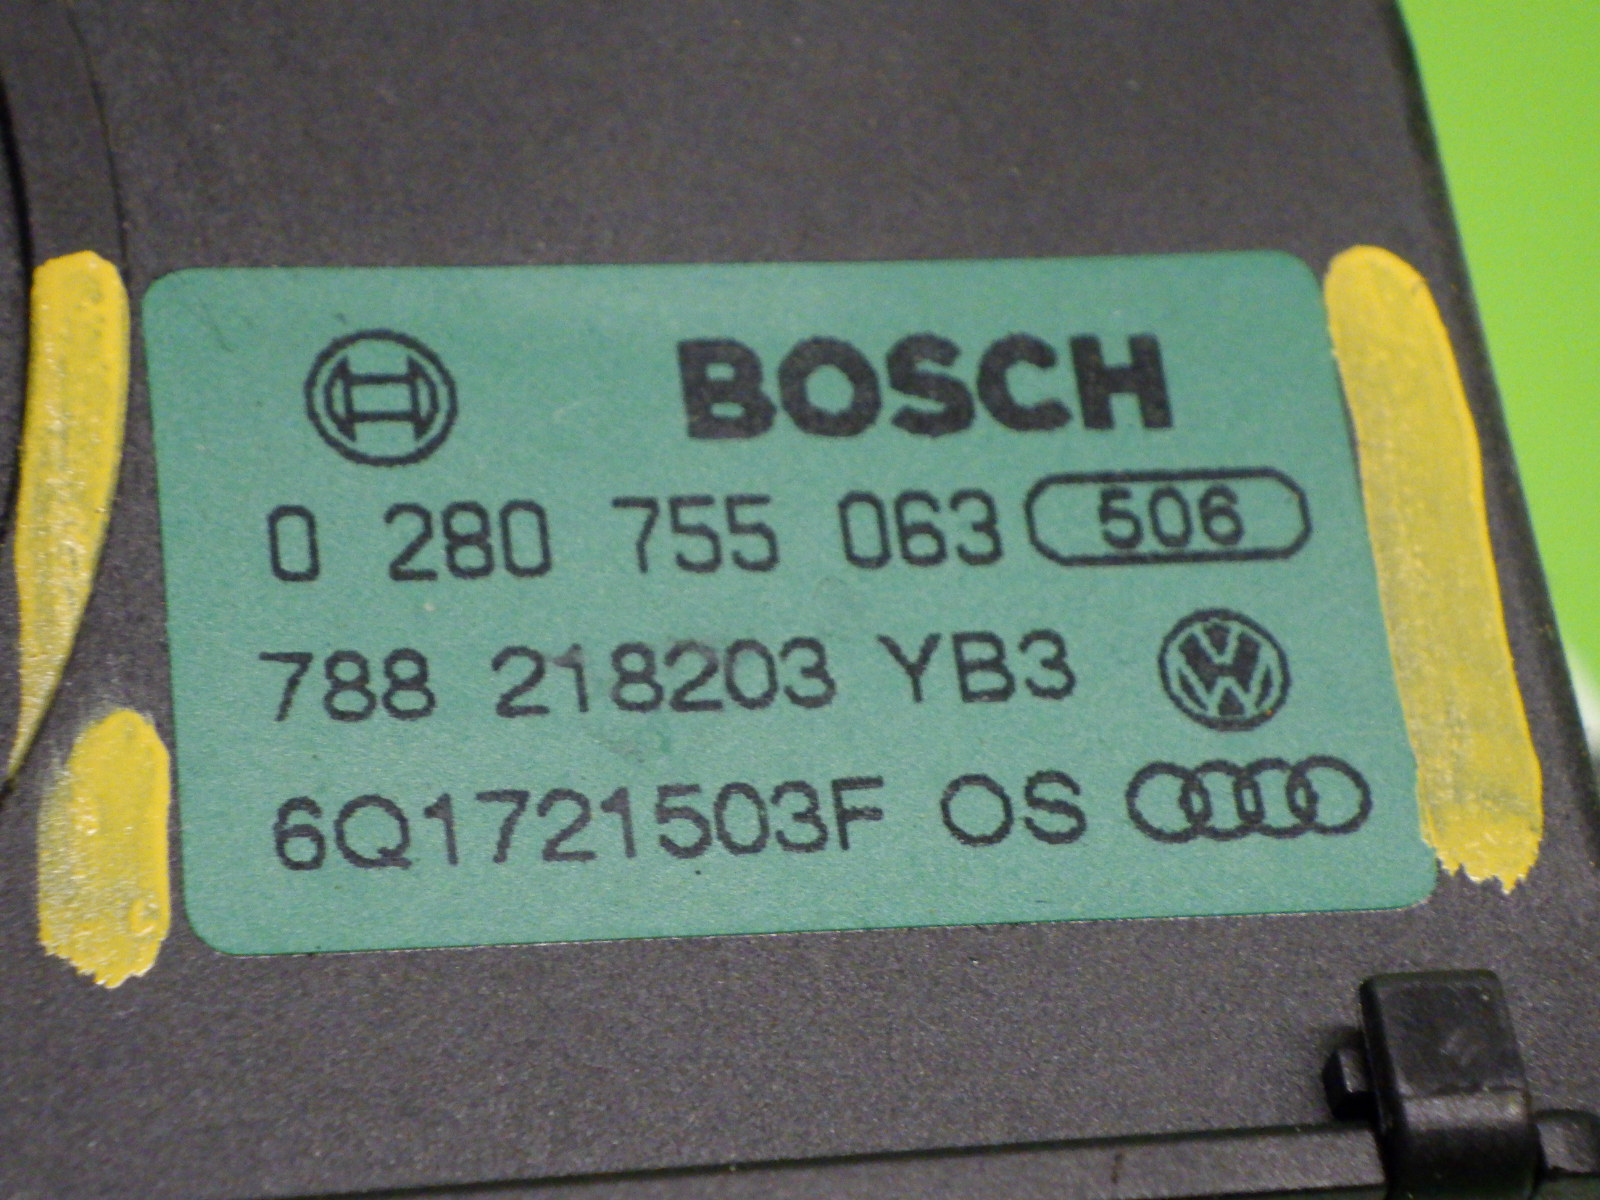 BOSCH
0 280 755 063 506
788 218203 YB3
6Q1721503F OS